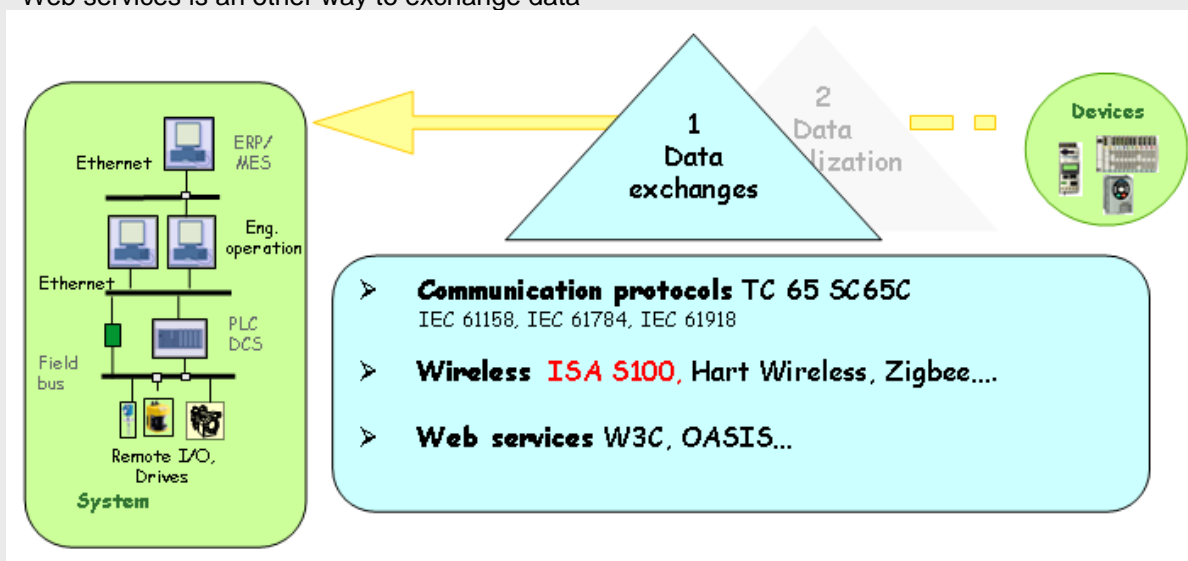 Web services is an other way to exchange data
ERP/
MES
Ethernet
Eng.
operation
Ethernet
PLC
DCS
Field
bus
Remote I/O,
Drives
System
1
Data
exchanges
2
Data
lization
Devices
➢ Communication protocols TC 65 SC65C
IEC 61158, IEC 61784, IEC 61918
➢ Wireless ISA S100, Hart Wireless, Zigbee....
➢ Web services W3C, OASIS...